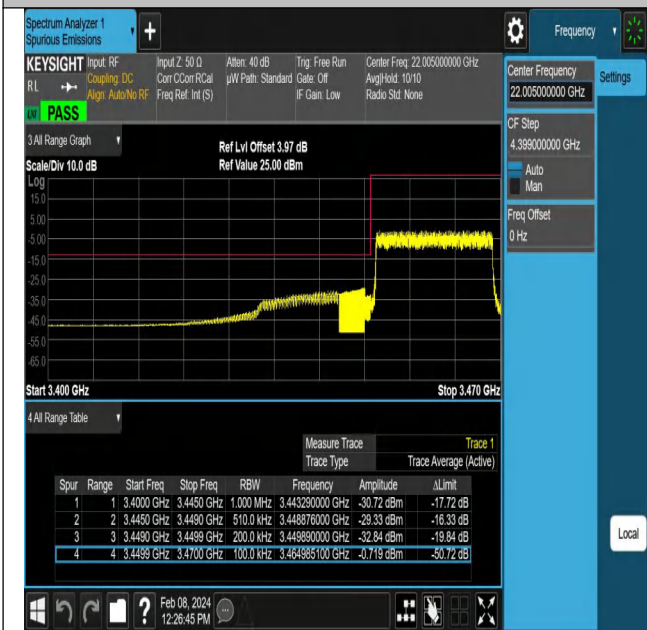 Spectrum Analyzer 1
Spurious Emissions
+
Frequency
KEYSIGHT
RL
PASS
Input: RF
Coupling: DC
Align: Auto/No RF
Input Z: 50 Ω
Corr CCorr RCal
Freq Ref: Int (S)
Atten: 40 dB
µW Path: Standard
Trig: Free Run
Gate: Off
IF Gain: Low
Center Freq: 22.005000000 GHz
Avg|Hold: 10/10
Radio Std: None
Center Frequency
22.005000000 GHz
Settings
CF Step
4.399000000 GHz
Auto
Man
Freq Offset
0 Hz
3 All Range Graph
Ref Lvl Offset 3.97 dB
Scale/Div 10.0 dB
Ref Value 25.00 dBm
Log
15.0
5.00
-5.00
-15.0
-25.0
-35.0
-45.0
-55.0
-65.0
Start 3.400 GHz
Stop 3.470 GHz
4 All Range Table
Measure Trace Trace 1
Trace Type Trace Average (Active)
Spur Range Start Freq Stop Freq RBW Frequency Amplitude ΔLimit
1 1 3.4000 GHz 3.4450 GHz 1.000 MHz 3.443290000 GHz -30.72 dBm -17.72 dB
2 2 3.4450 GHz 3.4490 GHz 510.0 kHz 3.448876000 GHz -29.33 dBm -16.33 dB
3 3 3.4490 GHz 3.4499 GHz 200.0 kHz 3.449890000 GHz -32.84 dBm -19.84 dB
4 4 3.4499 GHz 3.4700 GHz 100.0 kHz 3.464985100 GHz -0.719 dBm -50.72 dB
Local
?
Feb 08, 2024
12:26:45 PM